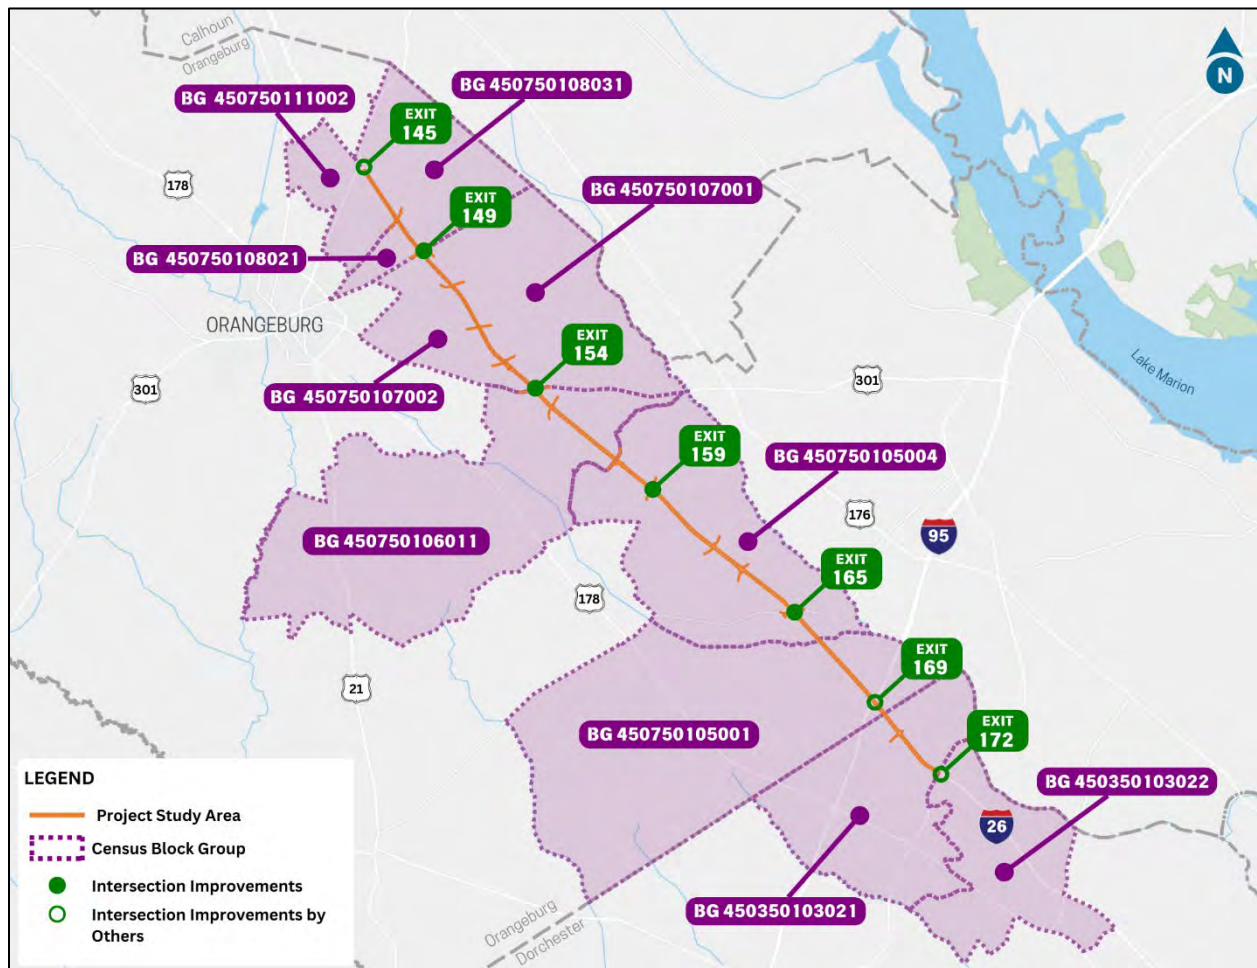 Calhoun
Orangeburg
N
BG 450750111002
BG 450750108031
EXIT
145
178
BG 450750107001
EXIT
149
BG 450750108021
ORANGEBURG
EXIT
154
301
301
Lake Marion
BG 450750107002
EXIT
159
BG 450750105004
176
95
BG 450750106011
EXIT
165
178
EXIT
169
21
BG 450750105001
EXIT
172
BG 450350103022
26
BG 450350103021
Orangeburg
Dorchester
LEGEND
Project Study Area
Census Block Group
Intersection Improvements
Intersection Improvements by
Others